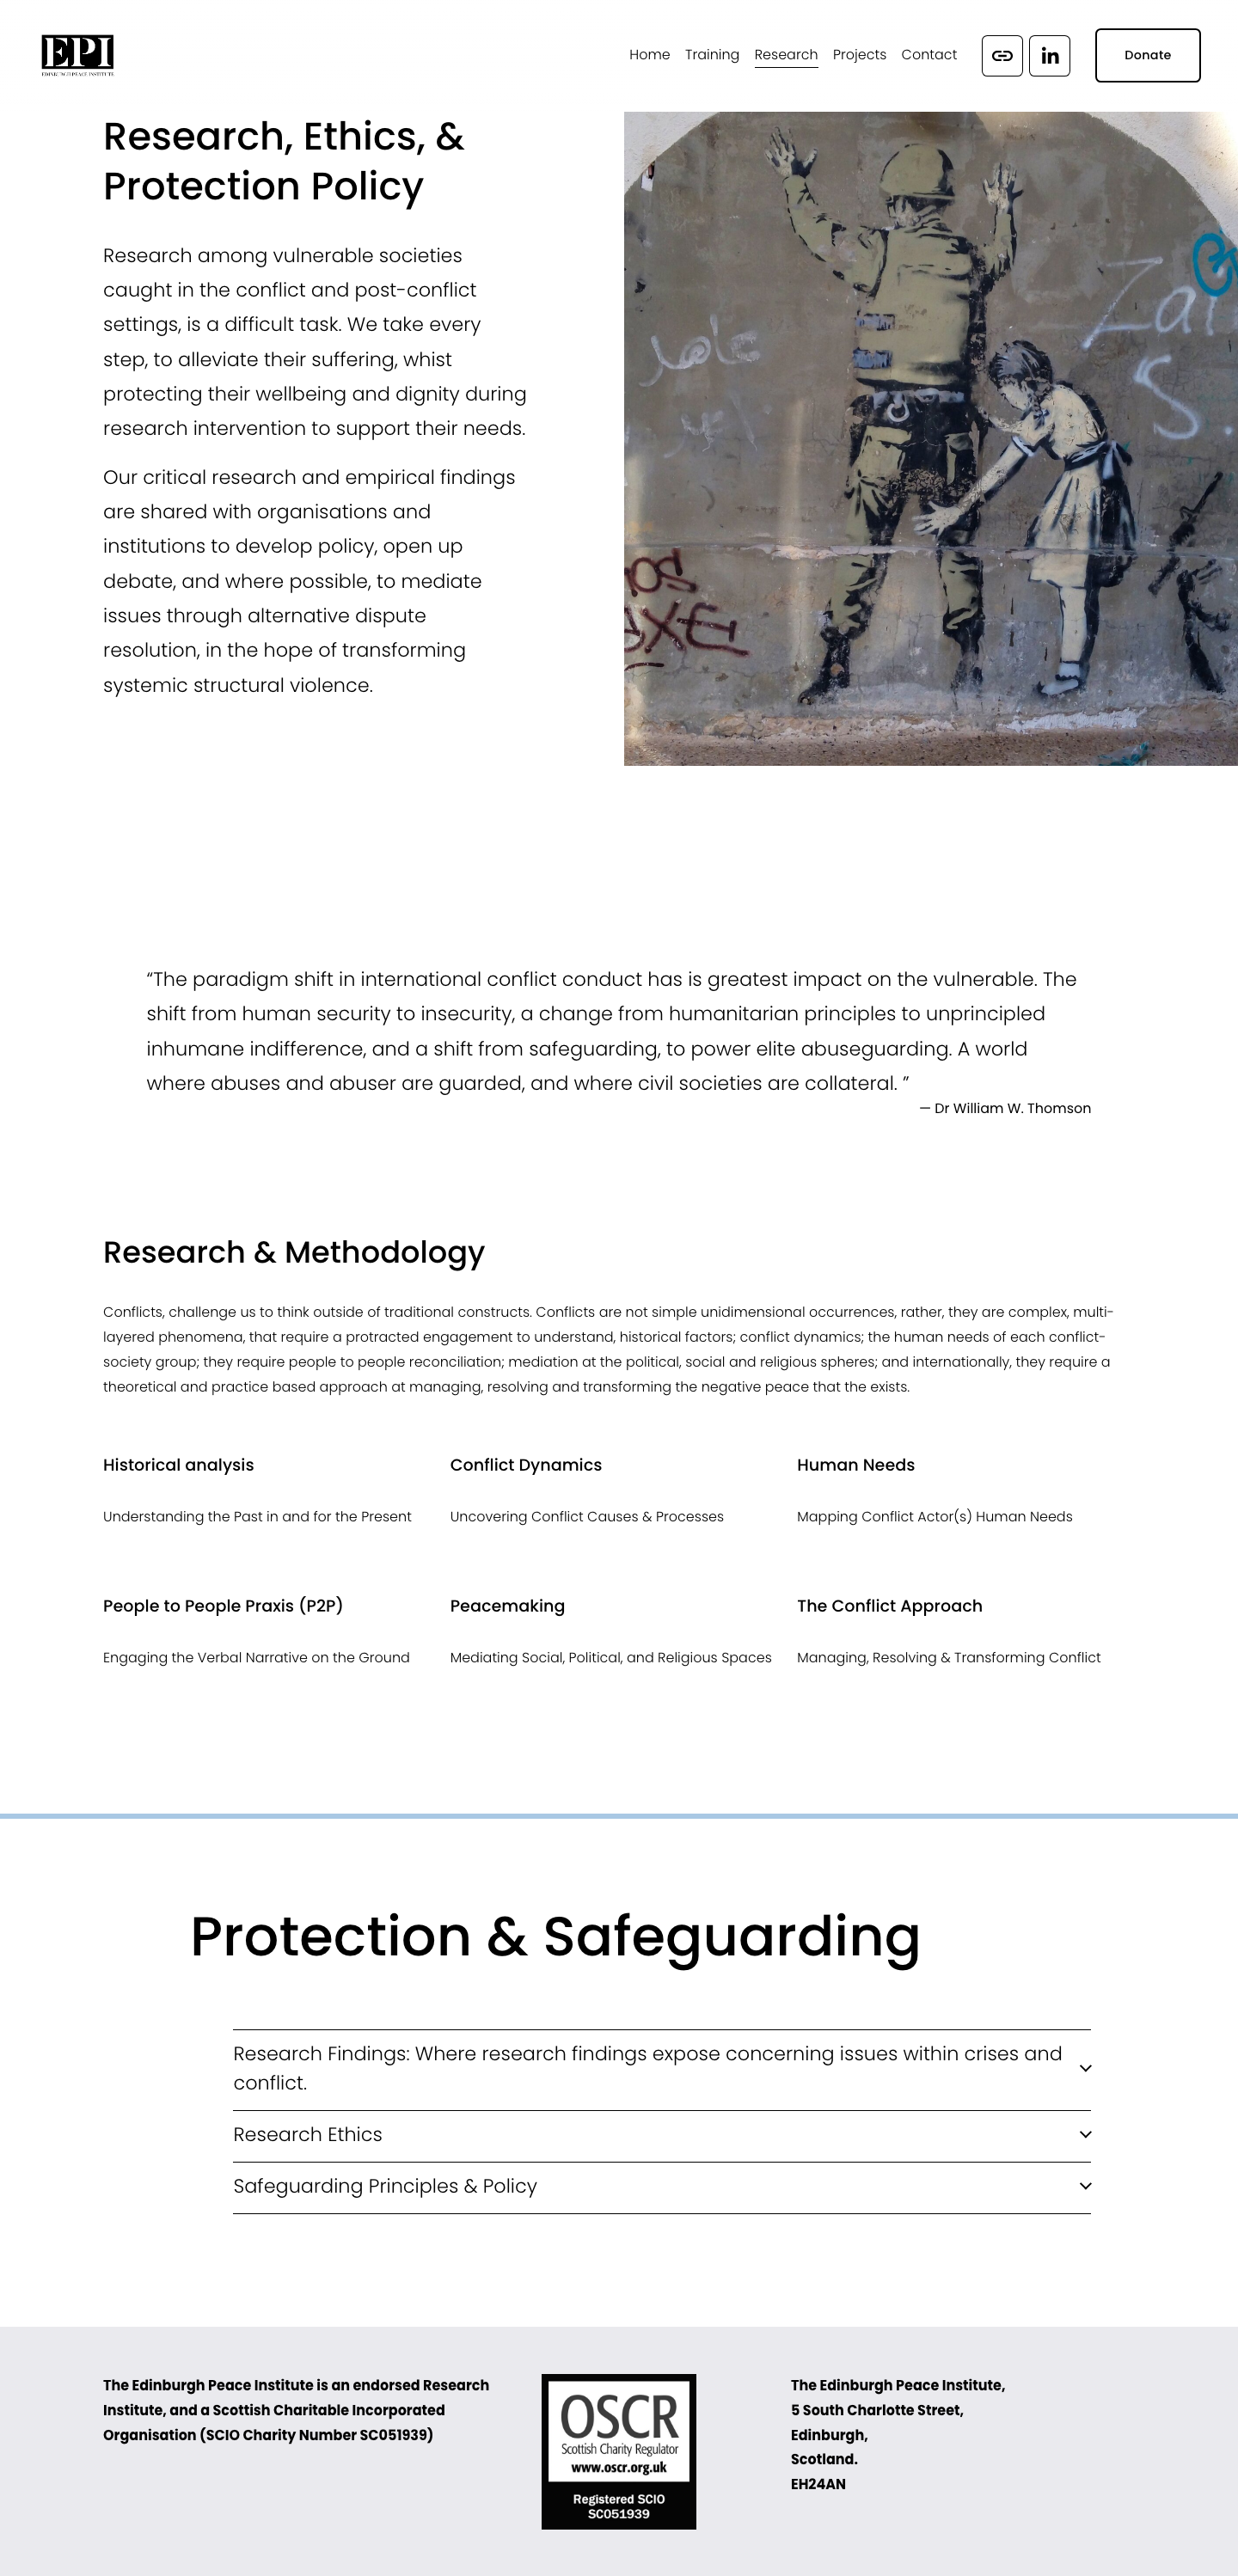 EPI
EDINBURGH PEACE INSTITUTE
Home Training Research Projects Contact
in
Donate
Research, Ethics, &
Protection Policy
Research among vulnerable societies
caught in the conflict and post-conflict
settings, is a difficult task. We take every
step, to alleviate their suffering, whist
protecting their wellbeing and dignity during
research intervention to support their needs.
Our critical research and empirical findings
are shared with organisations and
institutions to develop policy, open up
debate, and where possible, to mediate
issues through alternative dispute
resolution, in the hope of transforming
systemic structural violence.
“The paradigm shift in international conflict conduct has is greatest impact on the vulnerable. The
shift from human security to insecurity, a change from humanitarian principles to unprincipled
inhumane indifference, and a shift from safeguarding, to power elite abuseguarding. A world
where abuses and abuser are guarded, and where civil societies are collateral. ”
— Dr William W. Thomson
Research & Methodology
Conflicts, challenge us to think outside of traditional constructs. Conflicts are not simple unidimensional occurrences, rather, they are complex, multi-
layered phenomena, that require a protracted engagement to understand, historical factors; conflict dynamics; the human needs of each conflict-
society group; they require people to people reconciliation; mediation at the political, social and religious spheres; and internationally, they require a
theoretical and practice based approach at managing, resolving and transforming the negative peace that the exists.
Historical analysis
Understanding the Past in and for the Present
Conflict Dynamics
Uncovering Conflict Causes & Processes
Human Needs
Mapping Conflict Actor(s) Human Needs
People to People Praxis (P2P)
Engaging the Verbal Narrative on the Ground
Peacemaking
Mediating Social, Political, and Religious Spaces
The Conflict Approach
Managing, Resolving & Transforming Conflict
Protection & Safeguarding
Research Findings: Where research findings expose concerning issues within crises and
conflict.
Research Ethics
Safeguarding Principles & Policy
The Edinburgh Peace Institute is an endorsed Research
Institute, and a Scottish Charitable Incorporated
Organisation (SCIO Charity Number SC051939)
OSCR
Scottish Charity Regulator
www.oscr.org.uk
Registered SCIO
SC051939
The Edinburgh Peace Institute,
5 South Charlotte Street,
Edinburgh,
Scotland.
EH24AN